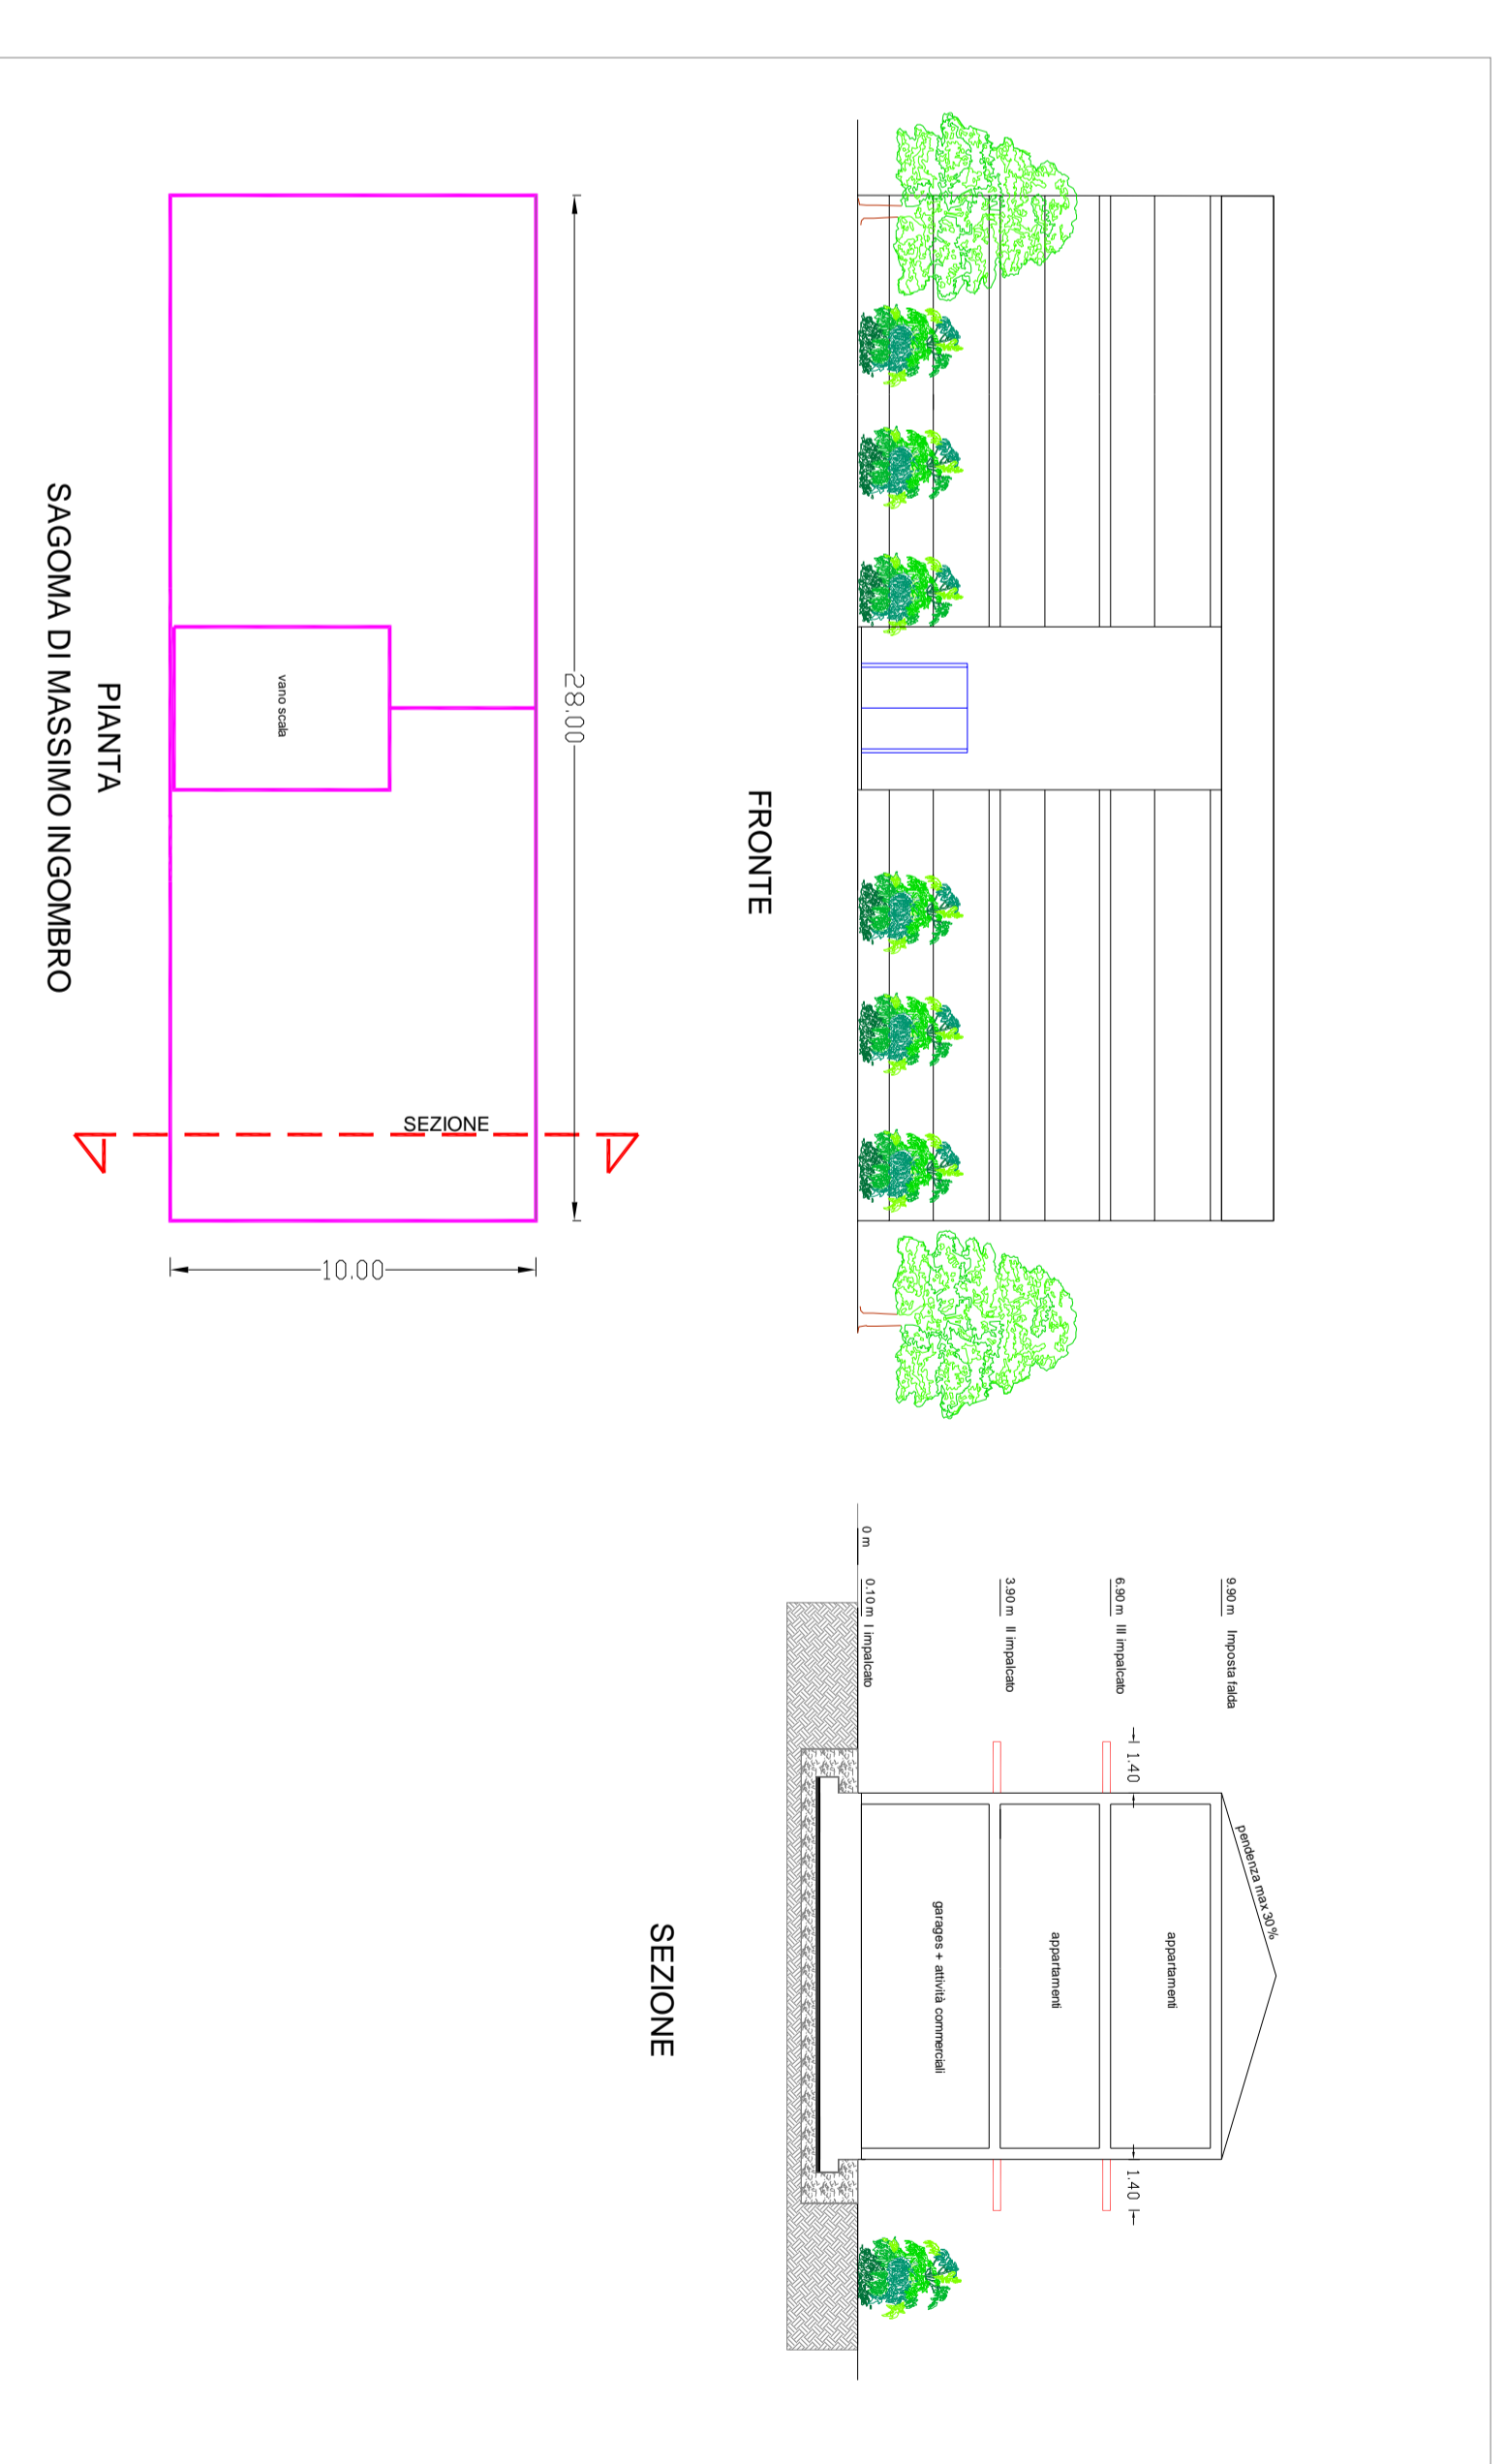 9.90 m Imposta falda
6.90 m III impalcato
3.90 m II impalcato
0 m
0.10 m I impalcato
1.40
1.40
pendenza max 30%
appartamenti
appartamenti
garages + attività commerciali
FRONTE
SEZIONE
28.00
10.00
SEZIONE
vano scala
PIANTA
SAGOMA DI MASSIMO INGOMBRO